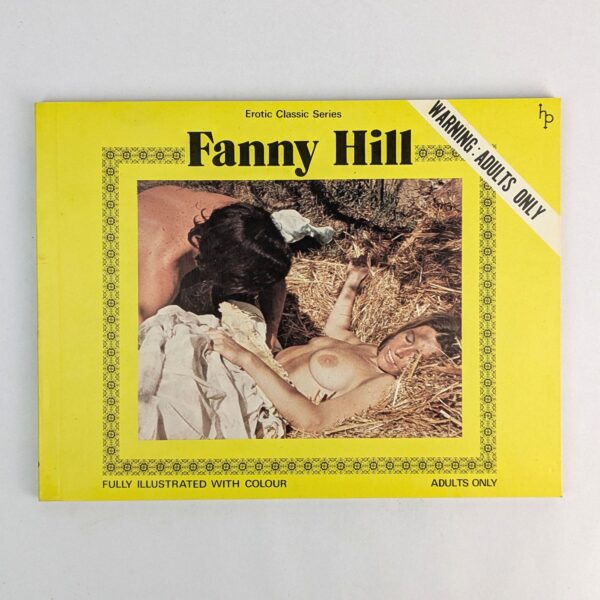 Erotic Classic Series
Fanny Hill
WARNING: ADULTS ONLY
hp
FULLY ILLUSTRATED WITH COLOUR
ADULTS ONLY